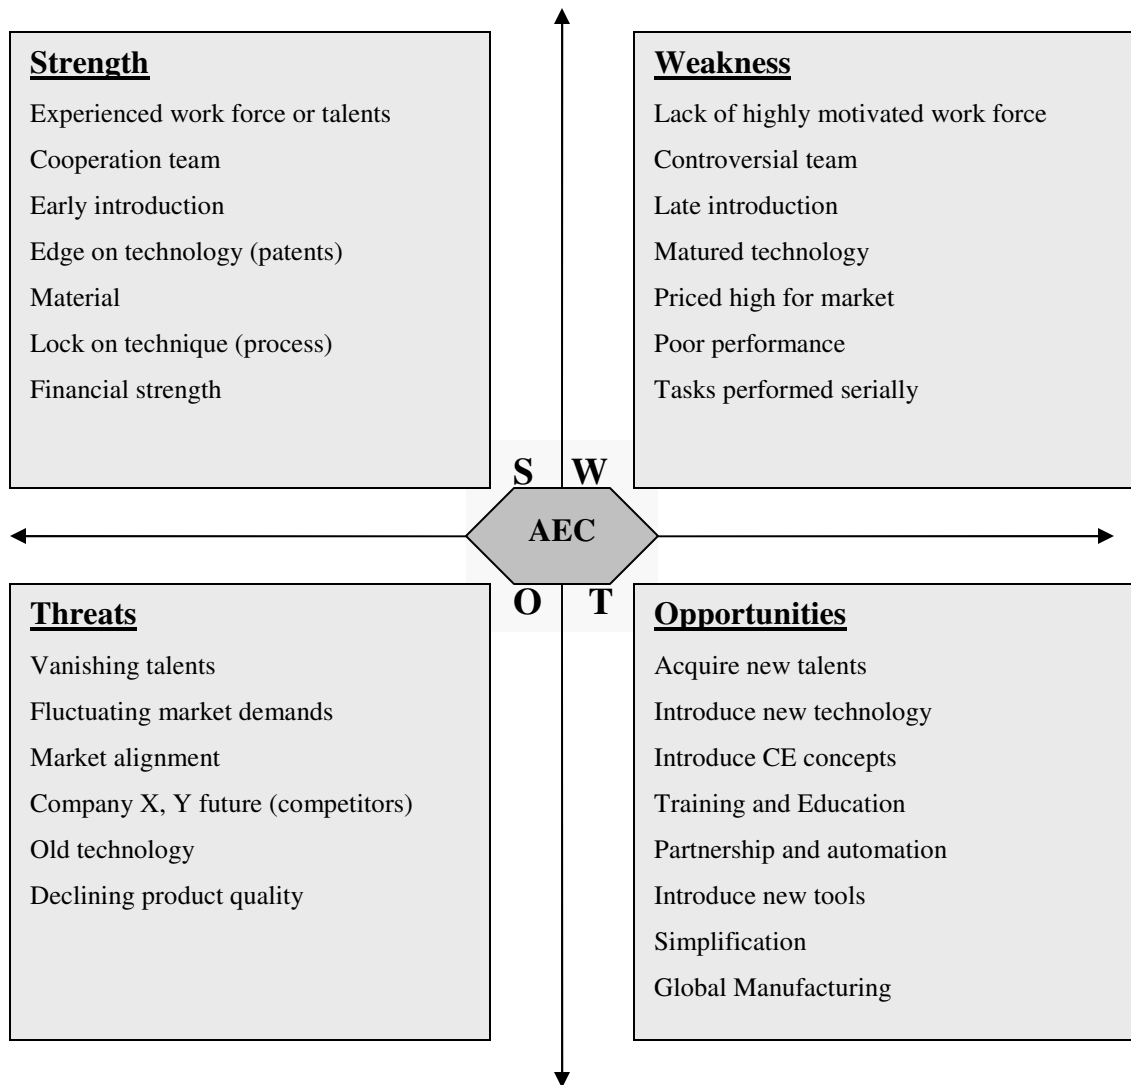 Strength
Experienced work force or talents
Cooperation team
Early introduction
Edge on technology (patents)
Material
Lock on technique (process)
Financial strength
Weakness
Lack of highly motivated work force
Controversial team
Late introduction
Matured technology
Priced high for market
Poor performance
Tasks performed serially
S W
AEC
O T
Threats
Vanishing talents
Fluctuating market demands
Market alignment
Company X, Y future (competitors)
Old technology
Declining product quality
Opportunities
Acquire new talents
Introduce new technology
Introduce CE concepts
Training and Education
Partnership and automation
Introduce new tools
Simplification
Global Manufacturing